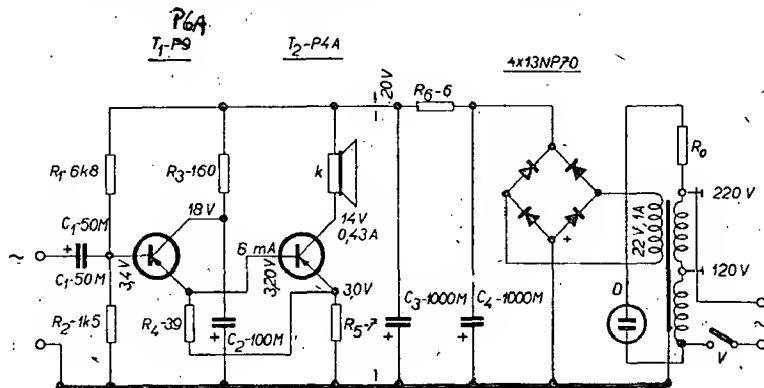 P6A
T1-P9
T2-P4A
4x13NP70
20V
R6-6
R1-6k8
R3-160
k
R0
220V
120V
22V,1A
18V
14V
0,43A
C1-50M
C1-50M
6 mA
3,4V
3,20V
3,0V
R2-1k5
R4-39
C2-100M
R5-7
C3-1000M
C4-1000M
D
V